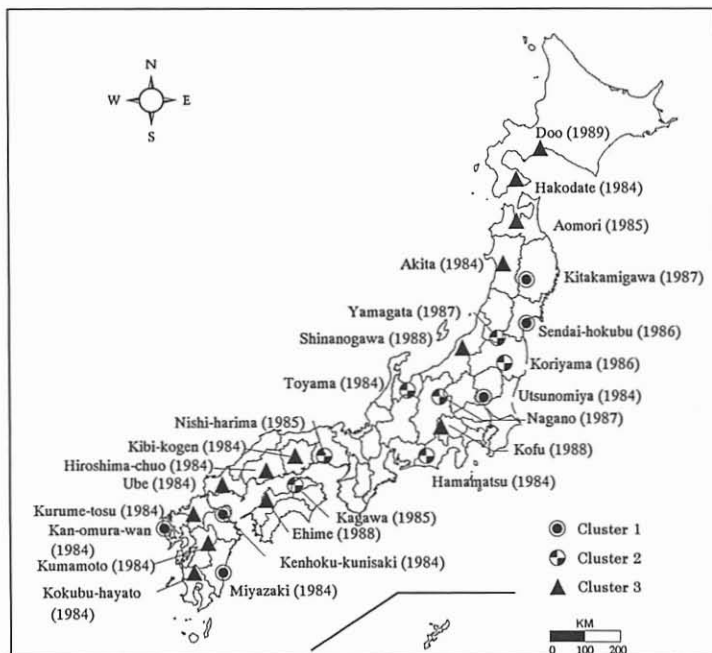 N
W E
S
Doo (1989)
Hakodate (1984)
Aomori (1985)
Akita (1984)
Kitakamigawa (1987)
Yamagata
(1987)
Sendai-hokubu (1986)
Shinanogawa (1988)
Koriyama (1986)
Toyama (1984)
Utsunomiya (1984)
Nagano
(1987)
Nishi-harima (1985)
Kofu (1988)
Kibi-kogen (1984)
Hiroshima-chuo (1984)
Hamamatsu (1984)
Ube (1984)
Kurume-tosu (1984)
Kagawa (1985)
Kan-omura-wan
(1984)
Ehime (1988)
Kenhoku-kunisaki (1984)
Kumamoto (1984)
Kokubu-hayato
(1984)
Miyazaki (1984)
Cluster 1
Cluster 2
Cluster 3
KM
0 100 200